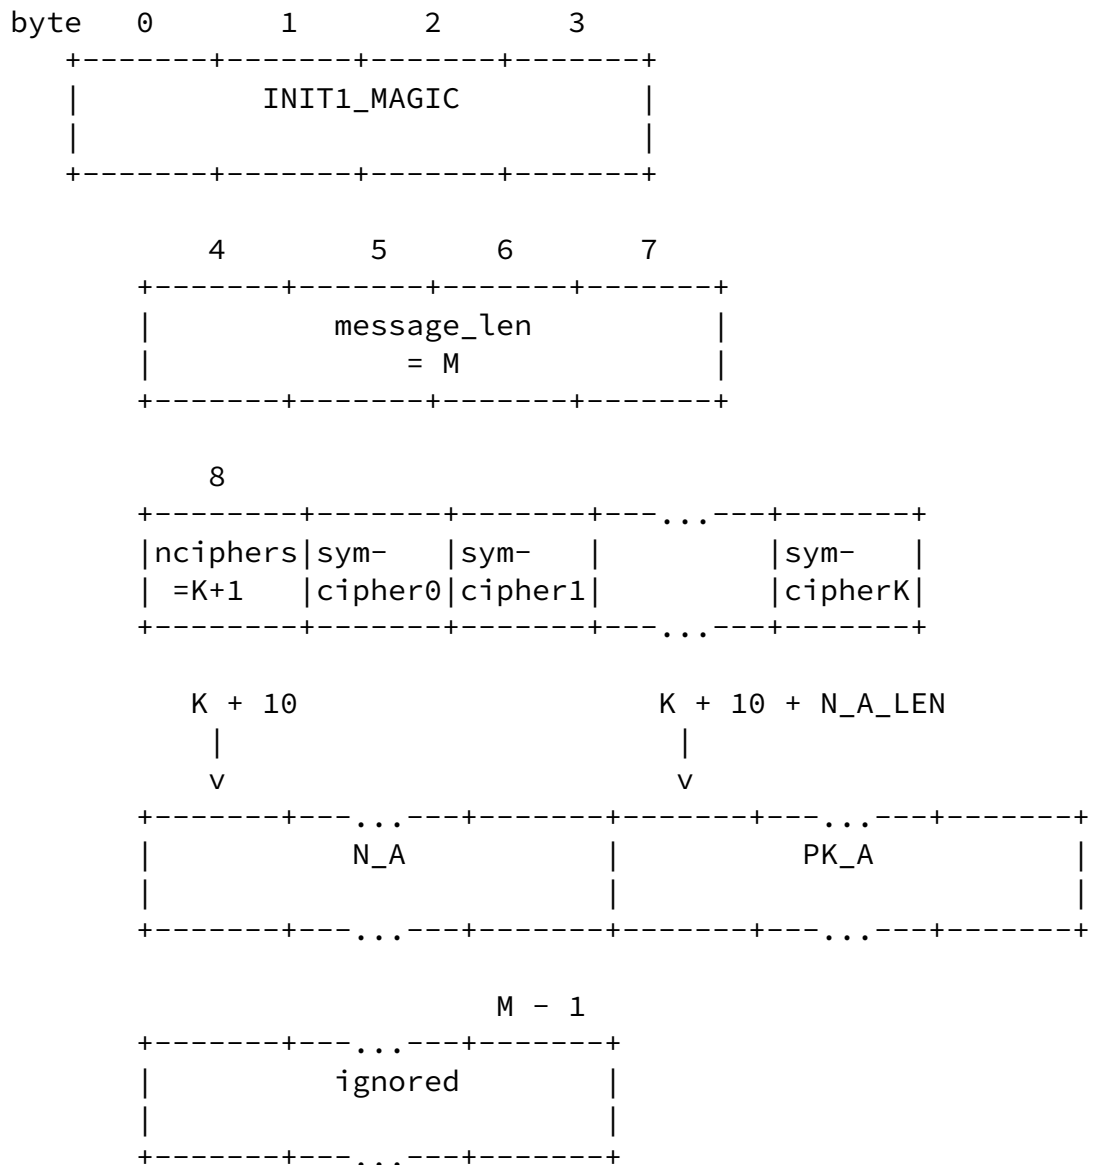 byte   0       1       2       3
   +-------+-------+-------+-------+
   |          INIT1_MAGIC          |
   |                               |
   +-------+-------+-------+-------+

           4        5      6       7
       +-------+-------+-------+-------+
       |          message_len          |
       |              = M              |
       +-------+-------+-------+-------+

           8
       +--------+-------+-------+---...---+-------+
       |nciphers|sym-   |sym-   |         |sym-   |
       | =K+1   |cipher0|cipher1|         |cipherK|
       +--------+-------+-------+---...---+-------+

          K + 10                    K + 10 + N_A_LEN
           |                         |
           v                         v
       +-------+---...---+-------+-------+---...---+-------+
       |           N_A           |          PK_A           |
       |                         |                         |
       +-------+---...---+-------+-------+---...---+-------+

                           M - 1
       +-------+---...---+-------+
       |          ignored        |
       |                         |
       +-------+---...---+-------+